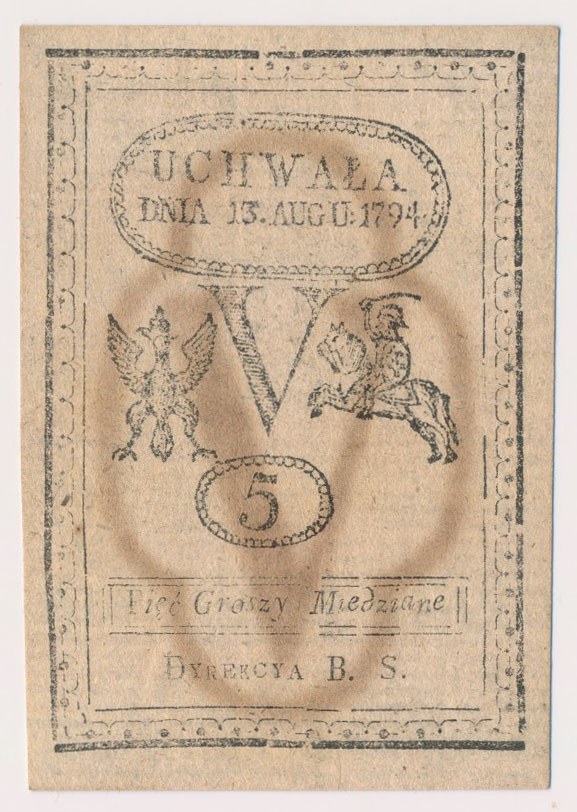 UCHWAŁA
DNIA 13. AUGU: 1794
V
5
Pięć Groszy Miedziane
DYREKCYA B. S.